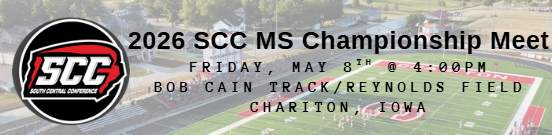 2026 SCC MS Championship Meet
FRIDAY, MAY 8TH @ 4:00PM
BOB CAIN TRACK/REYNOLDS FIELD
CHARITON, IOWA
SCC
SOUTH CENTRAL CONFERENCE